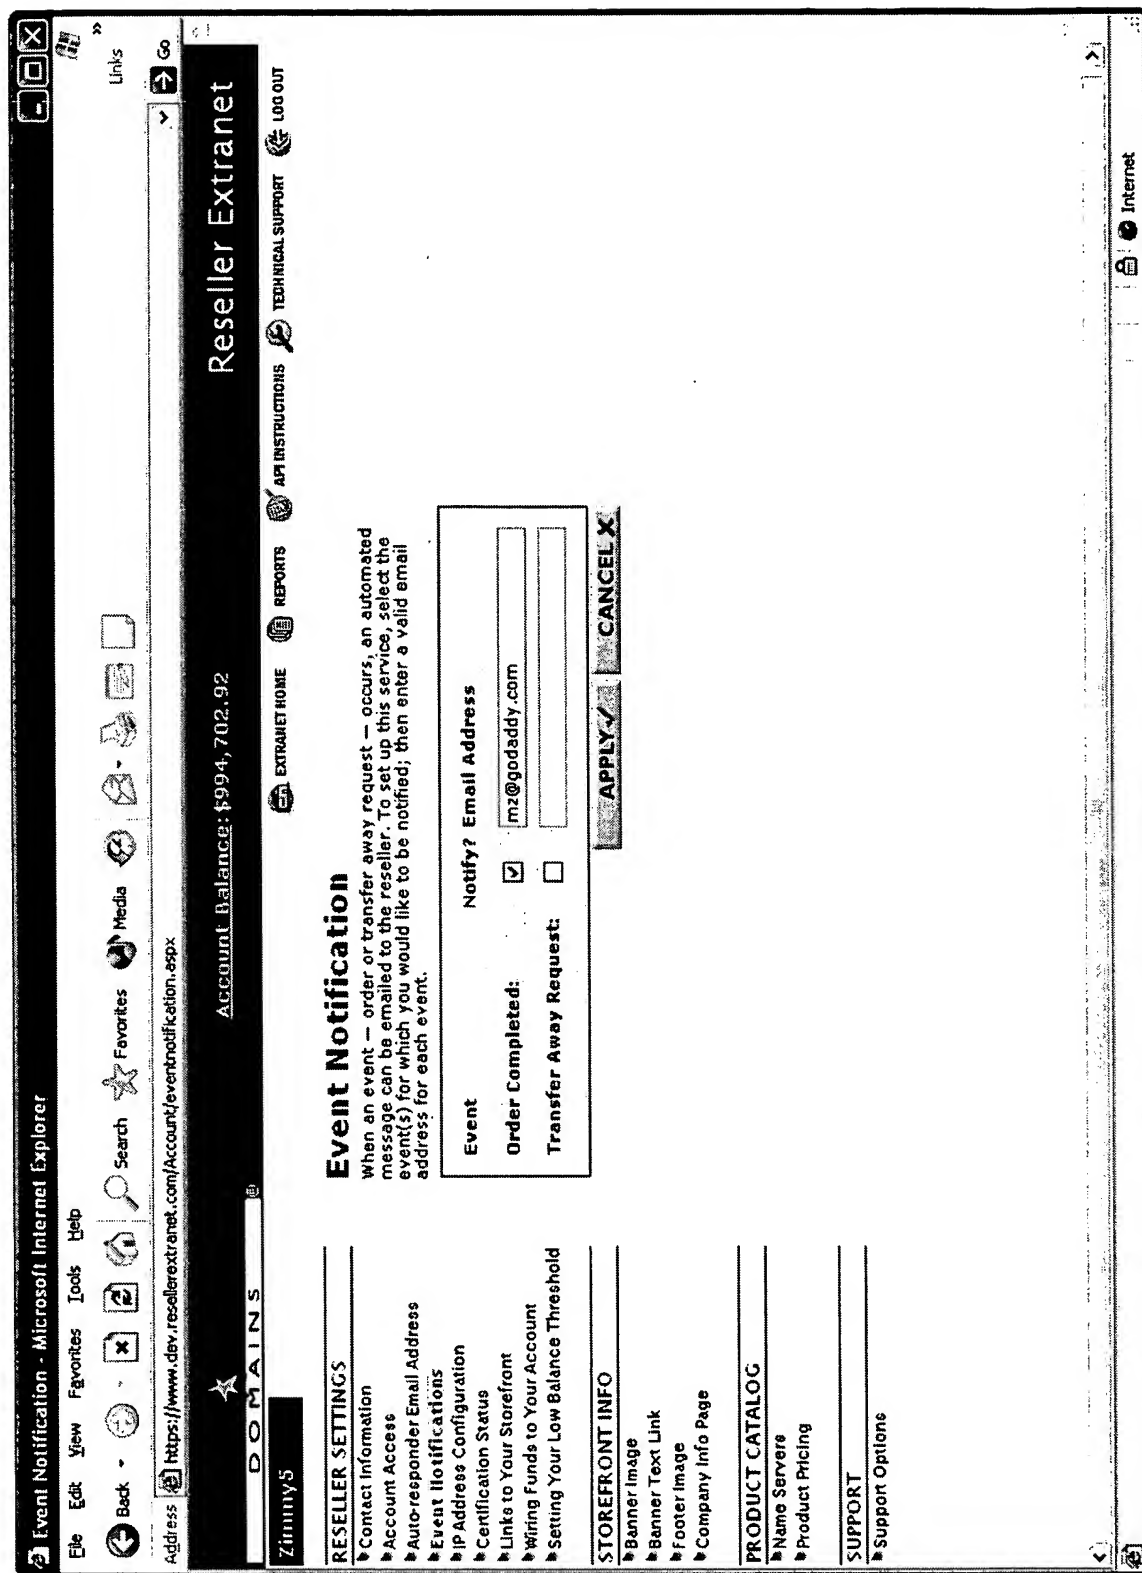 Event Notification - Microsoft Internet Explorer
File Edit View Favorites Tools Help
Back Search Favorites Media
Links »
Address https://www.dev.resellerextranet.com/Account/eventnotification.aspx Go
DOMAINS
Account Balance: $994,702.92
Reseller Extranet
Zimmy5
EXTRANET HOME REPORTS API INSTRUCTIONS TECHNICAL SUPPORT LOG OUT
RESELLER SETTINGS
Contact Information
Account Access
Auto-responder Email Address
Event Notifications
IP Address Configuration
Certification Status
Links to Your Storefront
Wiring Funds to Your Account
Setting Your Low Balance Threshold
STOREFRONT INFO
Banner Image
Banner Text Link
Footer Image
Company Info Page
PRODUCT CATALOG
Name Servers
Product Pricing
SUPPORT
Support Options
Event Notification
When an event — order or transfer away request — occurs, an automated
message can be emailed to the reseller. To set up this service, select the
event(s) for which you would like to be notified; then enter a valid email
address for each event.
Event Notify? Email Address
Order Completed: mz@godaddy.com
Transfer Away Request:
APPLY CANCEL X
Internet